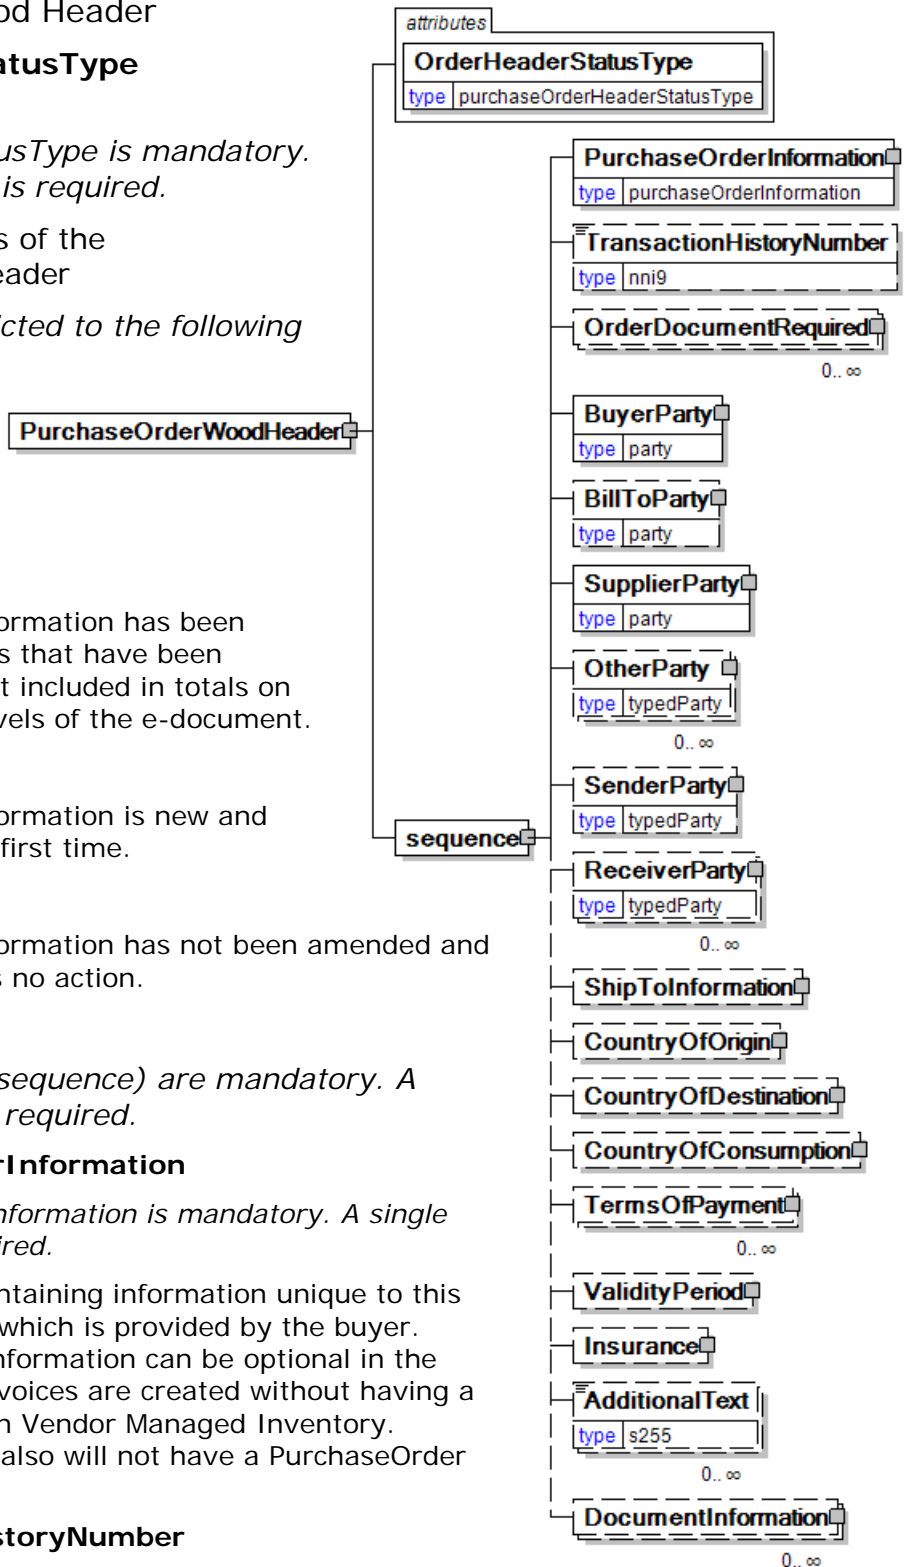 od Header
atusType
usType is mandatory.
is required.
s of the
eader
cted to the following
ormation has been
s that have been
t included in totals on
vels of the e-document.
ormation is new and
first time.
ormation has not been amended and
s no action.
sequence) are mandatory. A
required.
rInformation
nformation is mandatory. A single
ired.
ntaining information unique to this
which is provided by the buyer.
nformation can be optional in the
voices are created without having a
n Vendor Managed Inventory.
also will not have a PurchaseOrder
storyNumber
PurchaseOrderWoodHeader
attributes
OrderHeaderStatusType
type purchaseOrderHeaderStatusType
sequence
PurchaseOrderInformation
type purchaseOrderInformation
TransactionHistoryNumber
type nni9
OrderDocumentRequired
0.. ∞
BuyerParty
type party
BillToParty
type party
SupplierParty
type party
OtherParty
type typedParty
0.. ∞
SenderParty
type typedParty
ReceiverParty
type typedParty
0.. ∞
ShipToInformation
CountryOfOrigin
CountryOfDestination
CountryOfConsumption
TermsOfPayment
0.. ∞
ValidityPeriod
Insurance
AdditionalText
type s255
0.. ∞
DocumentInformation
0.. ∞